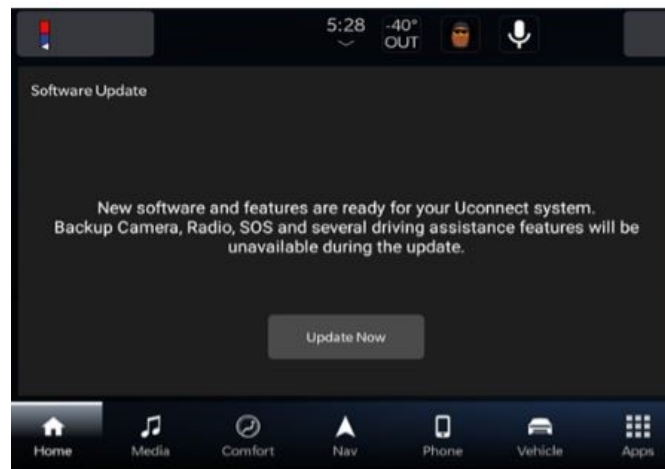 5:28
-40°
OUT
Software Update
New software and features are ready for your Uconnect system.
Backup Camera, Radio, SOS and several driving assistance features will be
unavailable during the update.
Update Now
Home
Media
Comfort
Nav
Phone
Vehicle
Apps